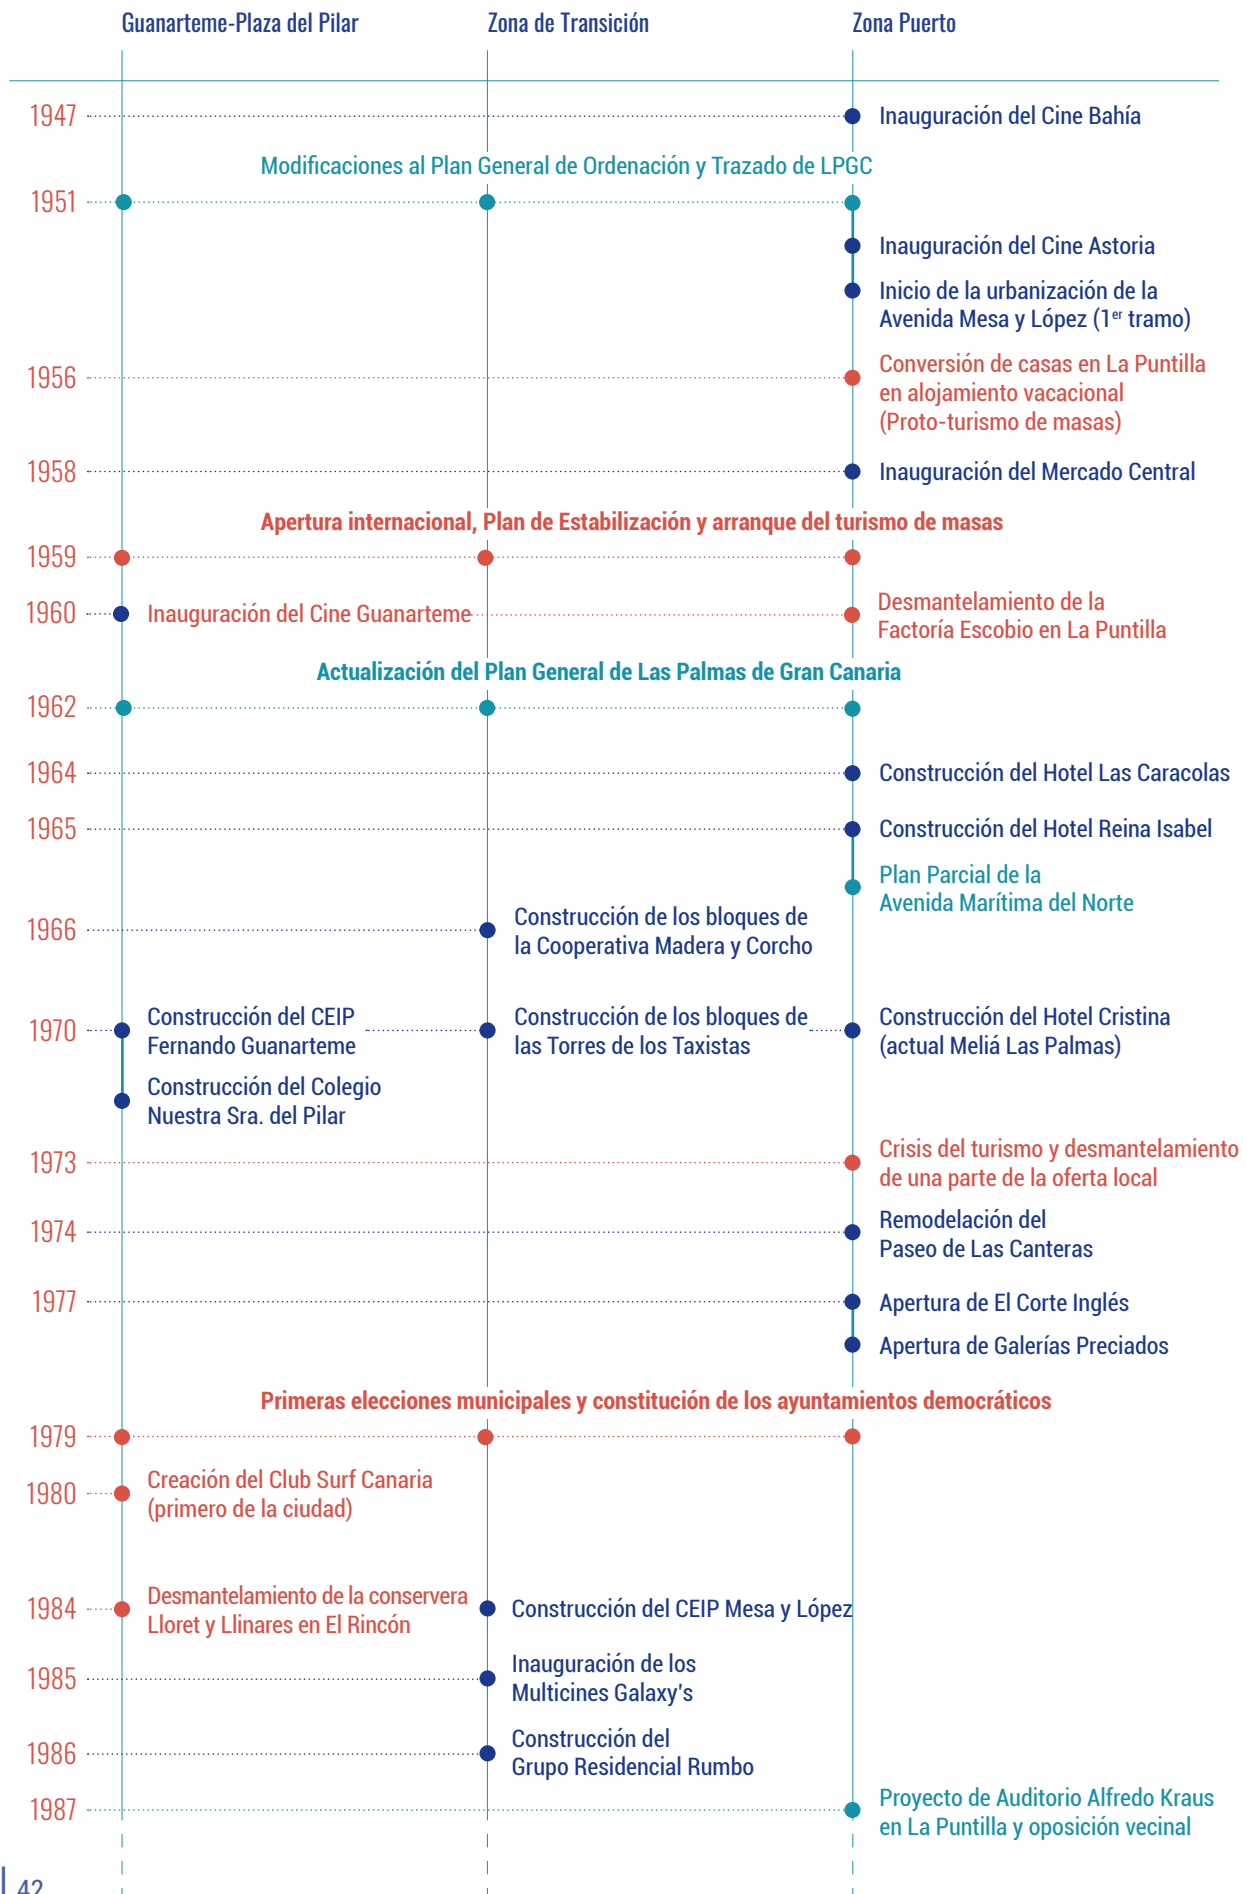 Guanarteme-Plaza del Pilar
Zona de Transición
Zona Puerto
1947
Inauguración del Cine Bahía
Modificaciones al Plan General de Ordenación y Trazado de LPGC
1951
Inauguración del Cine Astoria
Inicio de la urbanización de la
Avenida Mesa y López (1er tramo)
1956
Conversión de casas en La Puntilla
en alojamiento vacacional
(Proto-turismo de masas)
1958
Inauguración del Mercado Central
Apertura internacional, Plan de Estabilización y arranque del turismo de masas
1959
1960
Inauguración del Cine Guanarteme
Desmantelamiento de la
Factoría Escobio en La Puntilla
Actualización del Plan General de Las Palmas de Gran Canaria
1962
1964
Construcción del Hotel Las Caracolas
1965
Construcción del Hotel Reina Isabel
Plan Parcial de la
Avenida Marítima del Norte
1966
Construcción de los bloques de
la Cooperativa Madera y Corcho
1970
Construcción del CEIP
Fernando Guanarteme
Construcción de los bloques de
las Torres de los Taxistas
Construcción del Hotel Cristina
(actual Meliá Las Palmas)
Construcción del Colegio
Nuestra Sra. del Pilar
1973
Crisis del turismo y desmantelamiento
de una parte de la oferta local
1974
Remodelación del
Paseo de Las Canteras
1977
Apertura de El Corte Inglés
Apertura de Galerías Preciados
Primeras elecciones municipales y constitución de los ayuntamientos democráticos
1979
1980
Creación del Club Surf Canaria
(primero de la ciudad)
1984
Desmantelamiento de la conservera
Lloret y Llinares en El Rincón
Construcción del CEIP Mesa y López
1985
Inauguración de los
Multicines Galaxy's
1986
Construcción del
Grupo Residencial Rumbo
1987
Proyecto de Auditorio Alfredo Kraus
en La Puntilla y oposición vecinal
42